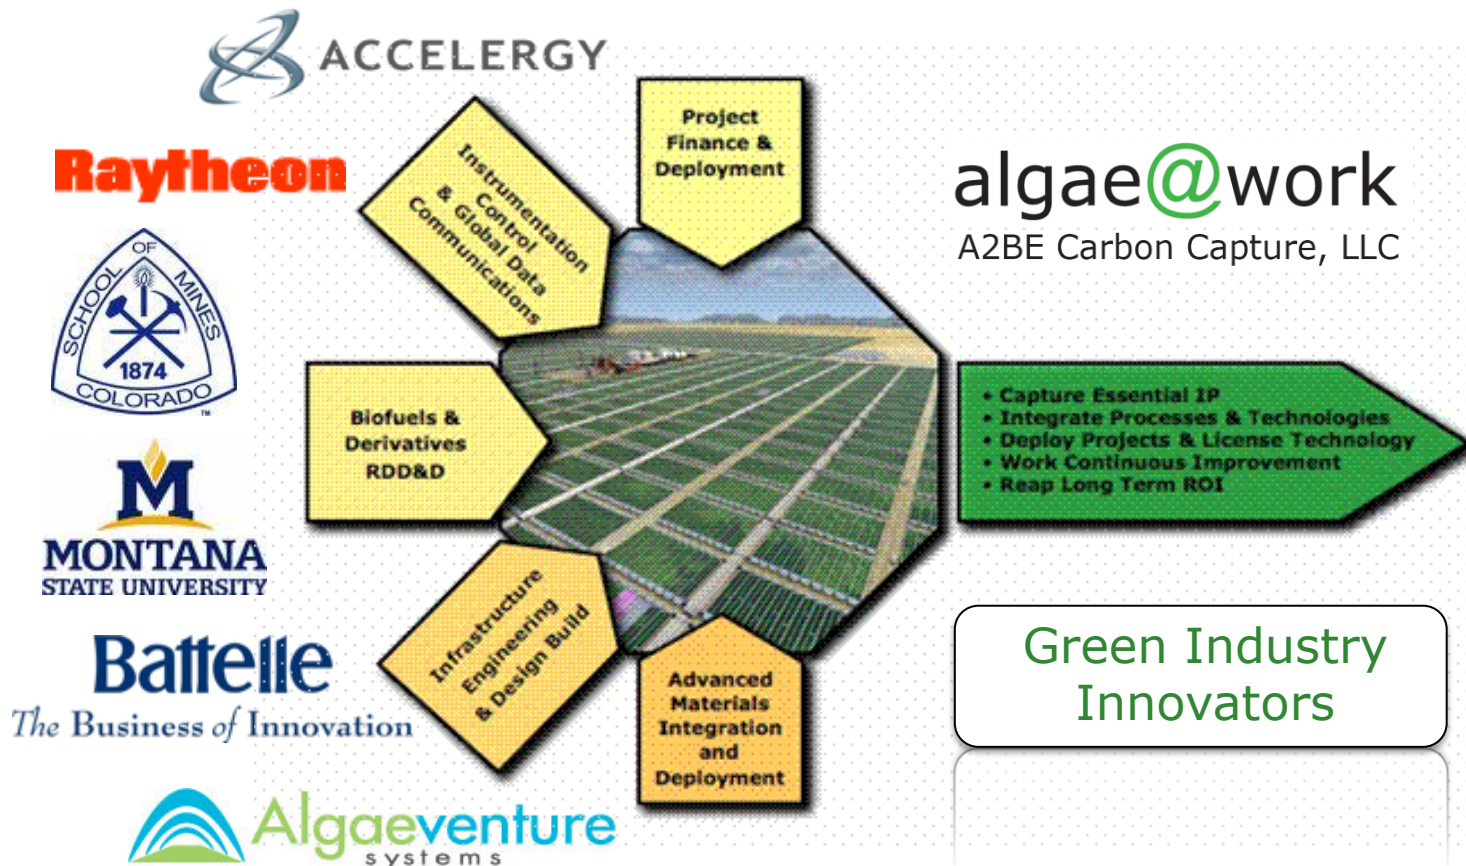 ACCELERGY
Raytheon
SCHOOL OF MINES
1874
COLORADO
TM
M
MONTANA
STATE UNIVERSITY
Battelle
The Business of Innovation
Algaeventure
systems
Project
Finance &
Deployment
Instrumentation
Control
& Global Data
Communications
Biofuels &
Derivatives
RDD&D
Infrastructure
Engineering
& Design Build
Advanced
Materials
Integration
and
Deployment
algae@work
A2BE Carbon Capture, LLC
• Capture Essential IP
• Integrate Processes & Technologies
• Deploy Projects & License Technology
• Work Continuous Improvement
• Reap Long Term ROI
Green Industry
Innovators